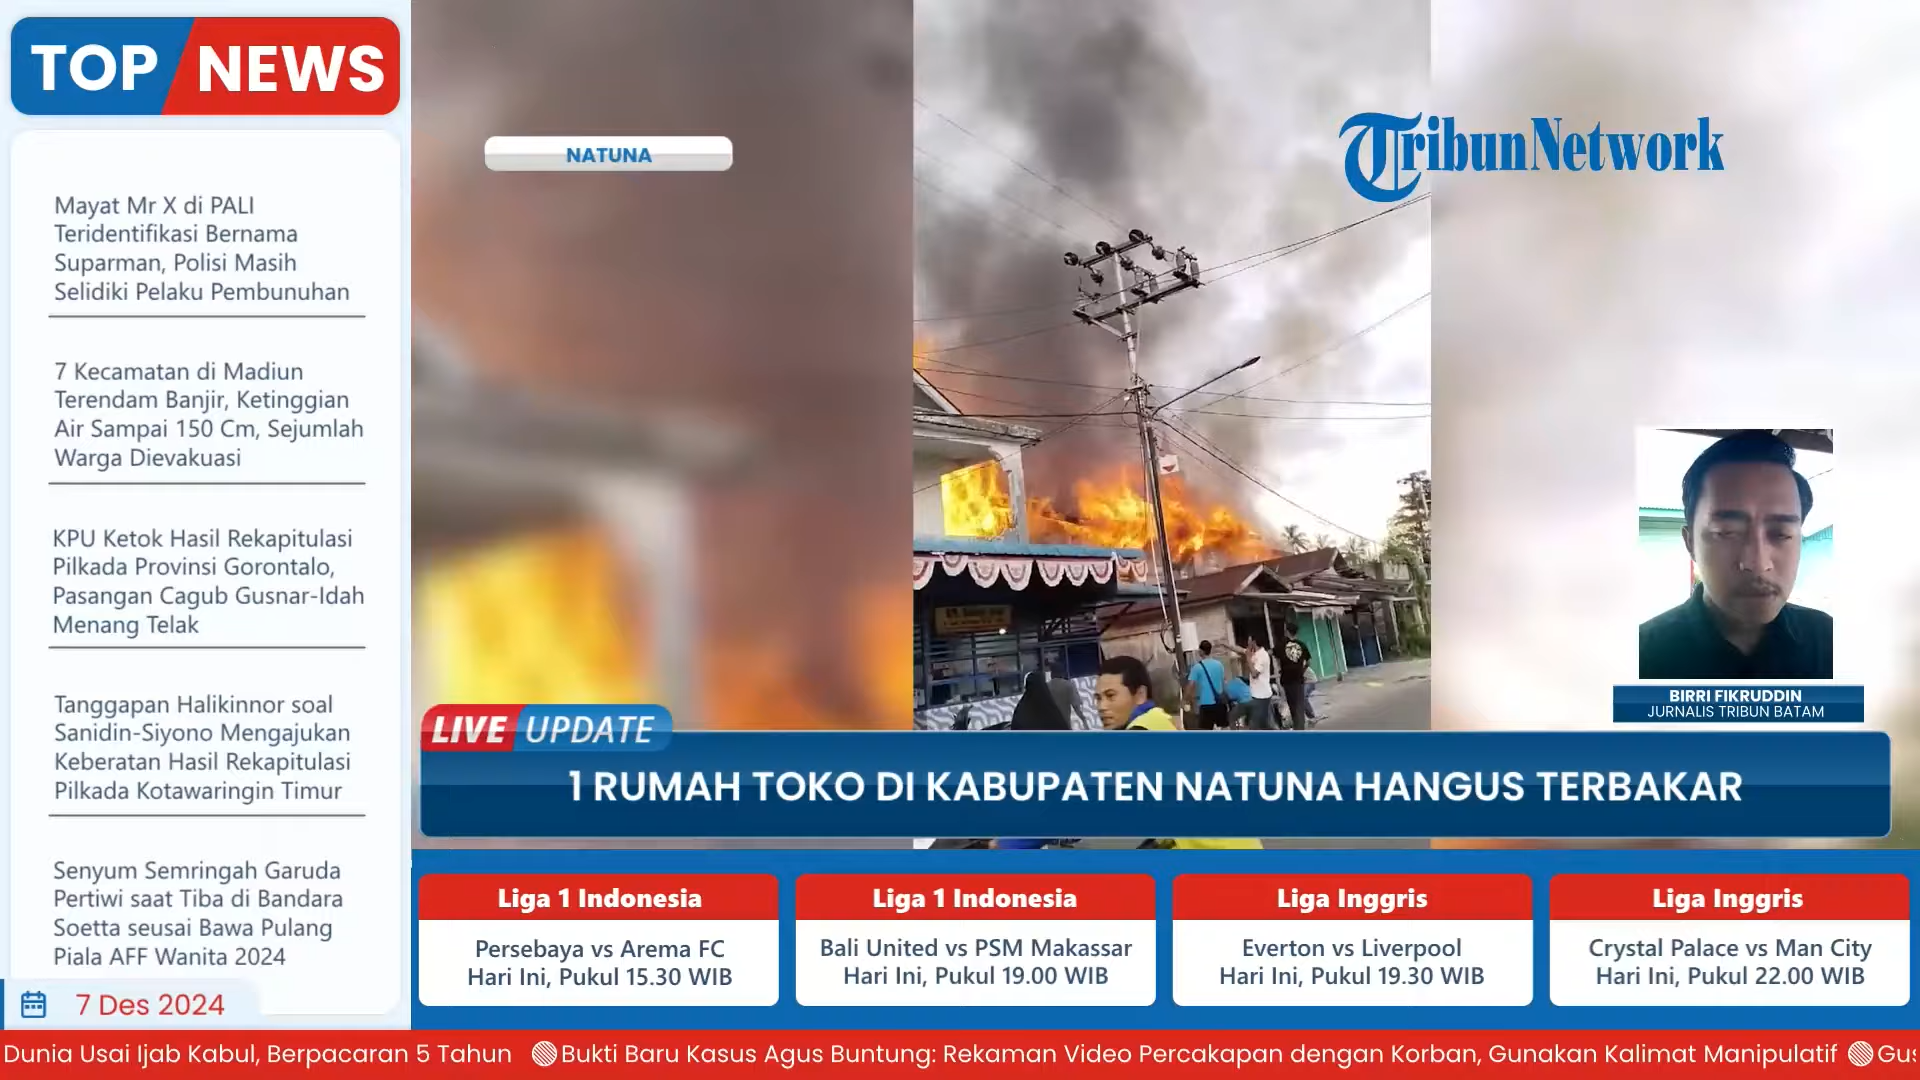 TOP NEWS
Mayat Mr X di PALI
Teridentifikasi Bernama
Suparman, Polisi Masih
Selidiki Pelaku Pembunuhan
7 Kecamatan di Madiun
Terendam Banjir, Ketinggian
Air Sampai 150 Cm, Sejumlah
Warga Dievakuasi
KPU Ketok Hasil Rekapitulasi
Pilkada Provinsi Gorontalo,
Pasangan Cagub Gusnar-Idah
Menang Telak
Tanggapan Halikinnor soal
Sanidin-Siyono Mengajukan
Keberatan Hasil Rekapitulasi
Pilkada Kotawaringin Timur
Senyum Semringah Garuda
Pertiwi saat Tiba di Bandara
Soetta seusai Bawa Pulang
Piala AFF Wanita 2024
7 Des 2024
NATUNA
TribunNetwork
BIRRI FIKRUDDIN
JURNALIS TRIBUN BATAM
LIVE UPDATE
1 RUMAH TOKO DI KABUPATEN NATUNA HANGUS TERBAKAR
Liga 1 Indonesia
Persebaya vs Arema FC
Hari Ini, Pukul 15.30 WIB
Liga 1 Indonesia
Bali United vs PSM Makassar
Hari Ini, Pukul 19.00 WIB
Liga Inggris
Everton vs Liverpool
Hari Ini, Pukul 19.30 WIB
Liga Inggris
Crystal Palace vs Man City
Hari Ini, Pukul 22.00 WIB
Dunia Usai Ijab Kabul, Berpacaran 5 Tahun Bukti Baru Kasus Agus Buntung: Rekaman Video Percakapan dengan Korban, Gunakan Kalimat Manipulatif